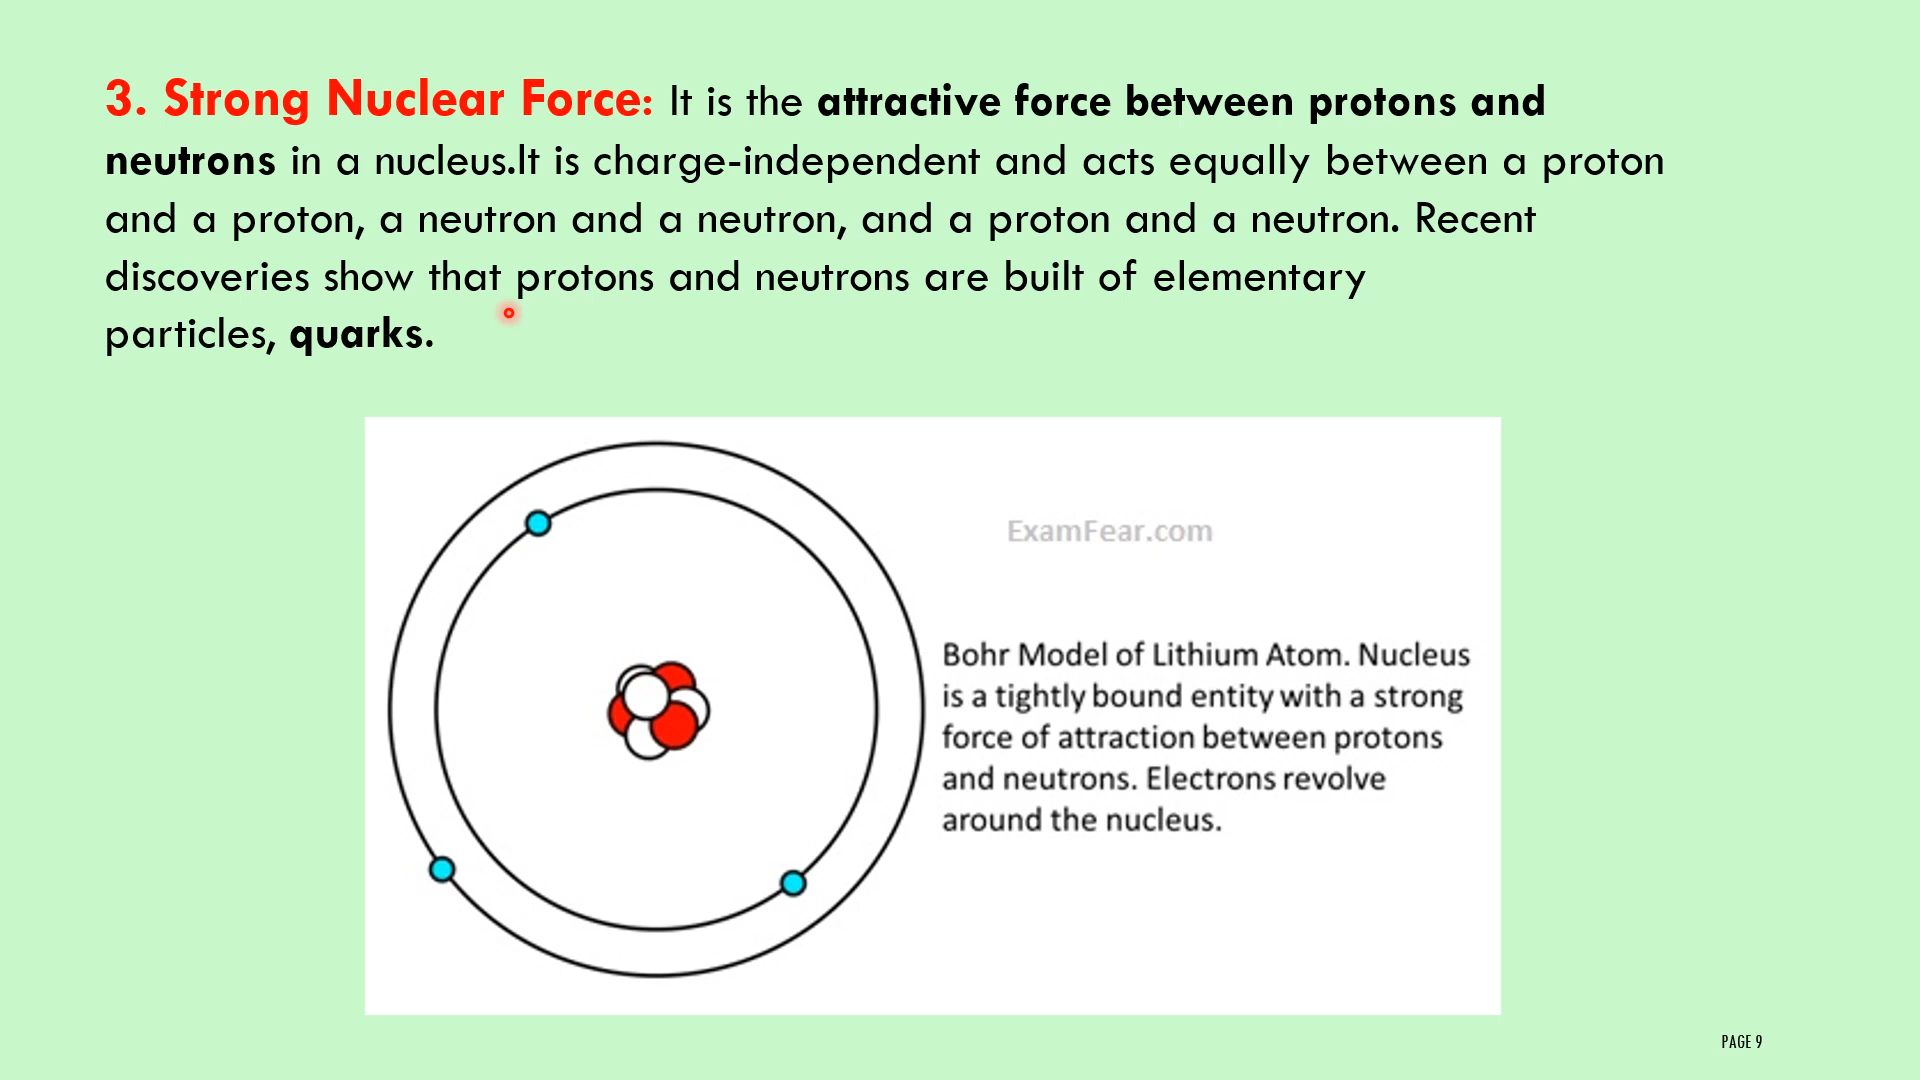 3. Strong Nuclear Force: It is the attractive force between protons and
neutrons in a nucleus.It is charge-independent and acts equally between a proton
and a proton, a neutron and a neutron, and a proton and a neutron. Recent
discoveries show that protons and neutrons are built of elementary
particles, quarks.
ExamFear.com
Bohr Model of Lithium Atom. Nucleus
is a tightly bound entity with a strong
force of attraction between protons
and neutrons. Electrons revolve
around the nucleus.
PAGE 9